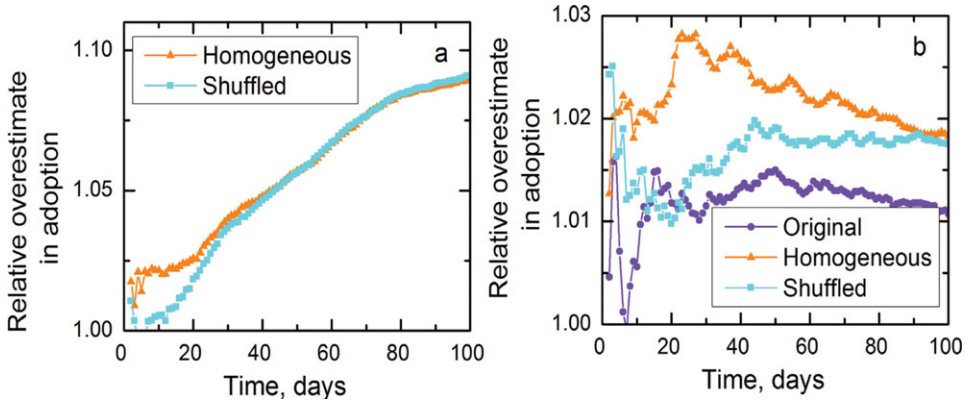 Relative overestimate
in adoption
1.10
1.05
1.00
a
Homogeneous
Shuffled
0
20
40
60
80
100
Time, days
Relative overestimate
in adoption
1.03
1.02
1.01
1.00
b
Original
Homogeneous
Shuffled
0
20
40
60
80
100
Time, days